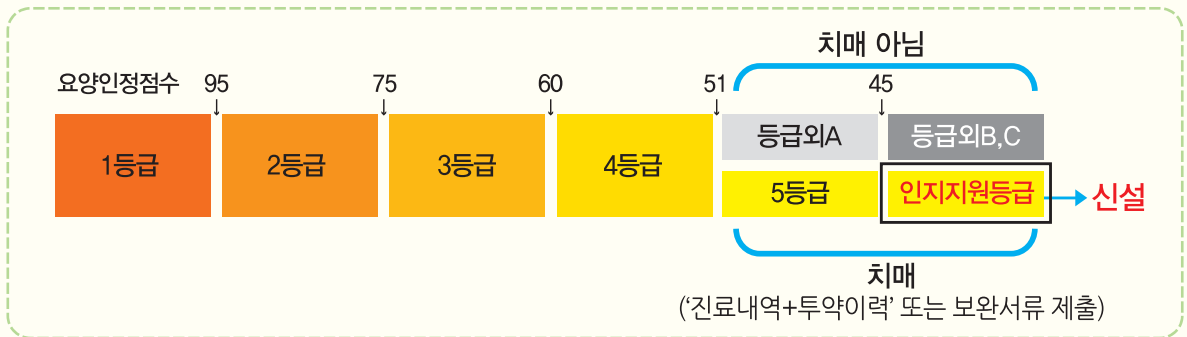 치매 아님
요양인정점수 95 75 60 51 45
1등급 2등급 3등급 4등급
등급외A 등급외B,C
5등급 인지지원등급 신설
치매
(‘진료내역+투약이력’ 또는 보완서류 제출)